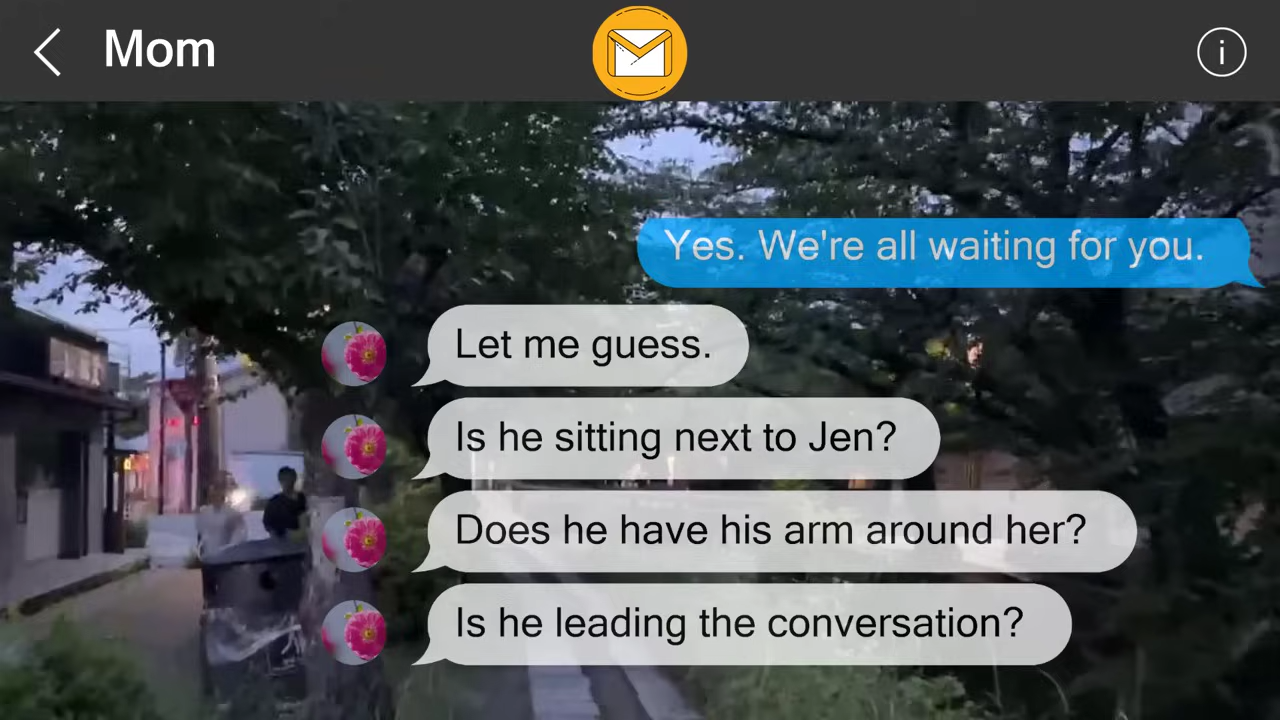 Mom
Yes. We're all waiting for you.
Let me guess.
Is he sitting next to Jen?
Does he have his arm around her?
Is he leading the conversation?